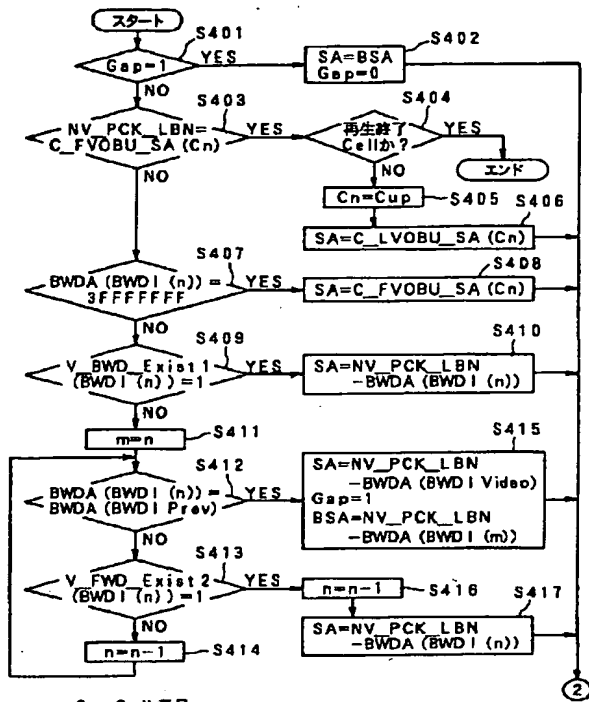 スタート
S401
Gap=1
YES
S402
SA=BSA
Gap=0
NO
S403
NV_PCK_LBN=
C_FVOBU_SA (Cn)
YES
S404
再生終了
Cellか?
YES
エンド
NO
NO
S405
Cn=Cup
S406
SA=C_LVOBU_SA (Cn)
S407
BWDA (BWDI (n)) =
3FFFFFFF
YES
S408
SA=C_FVOBU_SA (Cn)
NO
S409
V_BWD_Exist1
(BWDI (n)) =1
YES
S410
SA=NV_PCK_LBN
-BWDA (BWDI (n))
NO
m=n
S411
S412
BWDA (BWDI (n)) =
BWDA (BWDI Prev)
YES
S415
SA=NV_PCK_LBN
-BWDA (BWDI Video)
Gap=1
BSA=NV_PCK_LBN
-BWDA (BWDI (m))
NO
S413
V_FWD_Exist2
(BWDI (n)) =1
YES
n=n-1
S416
S417
SA=NV_PCK_LBN
-BWDA (BWDI (n))
NO
n=n-1
S414
2